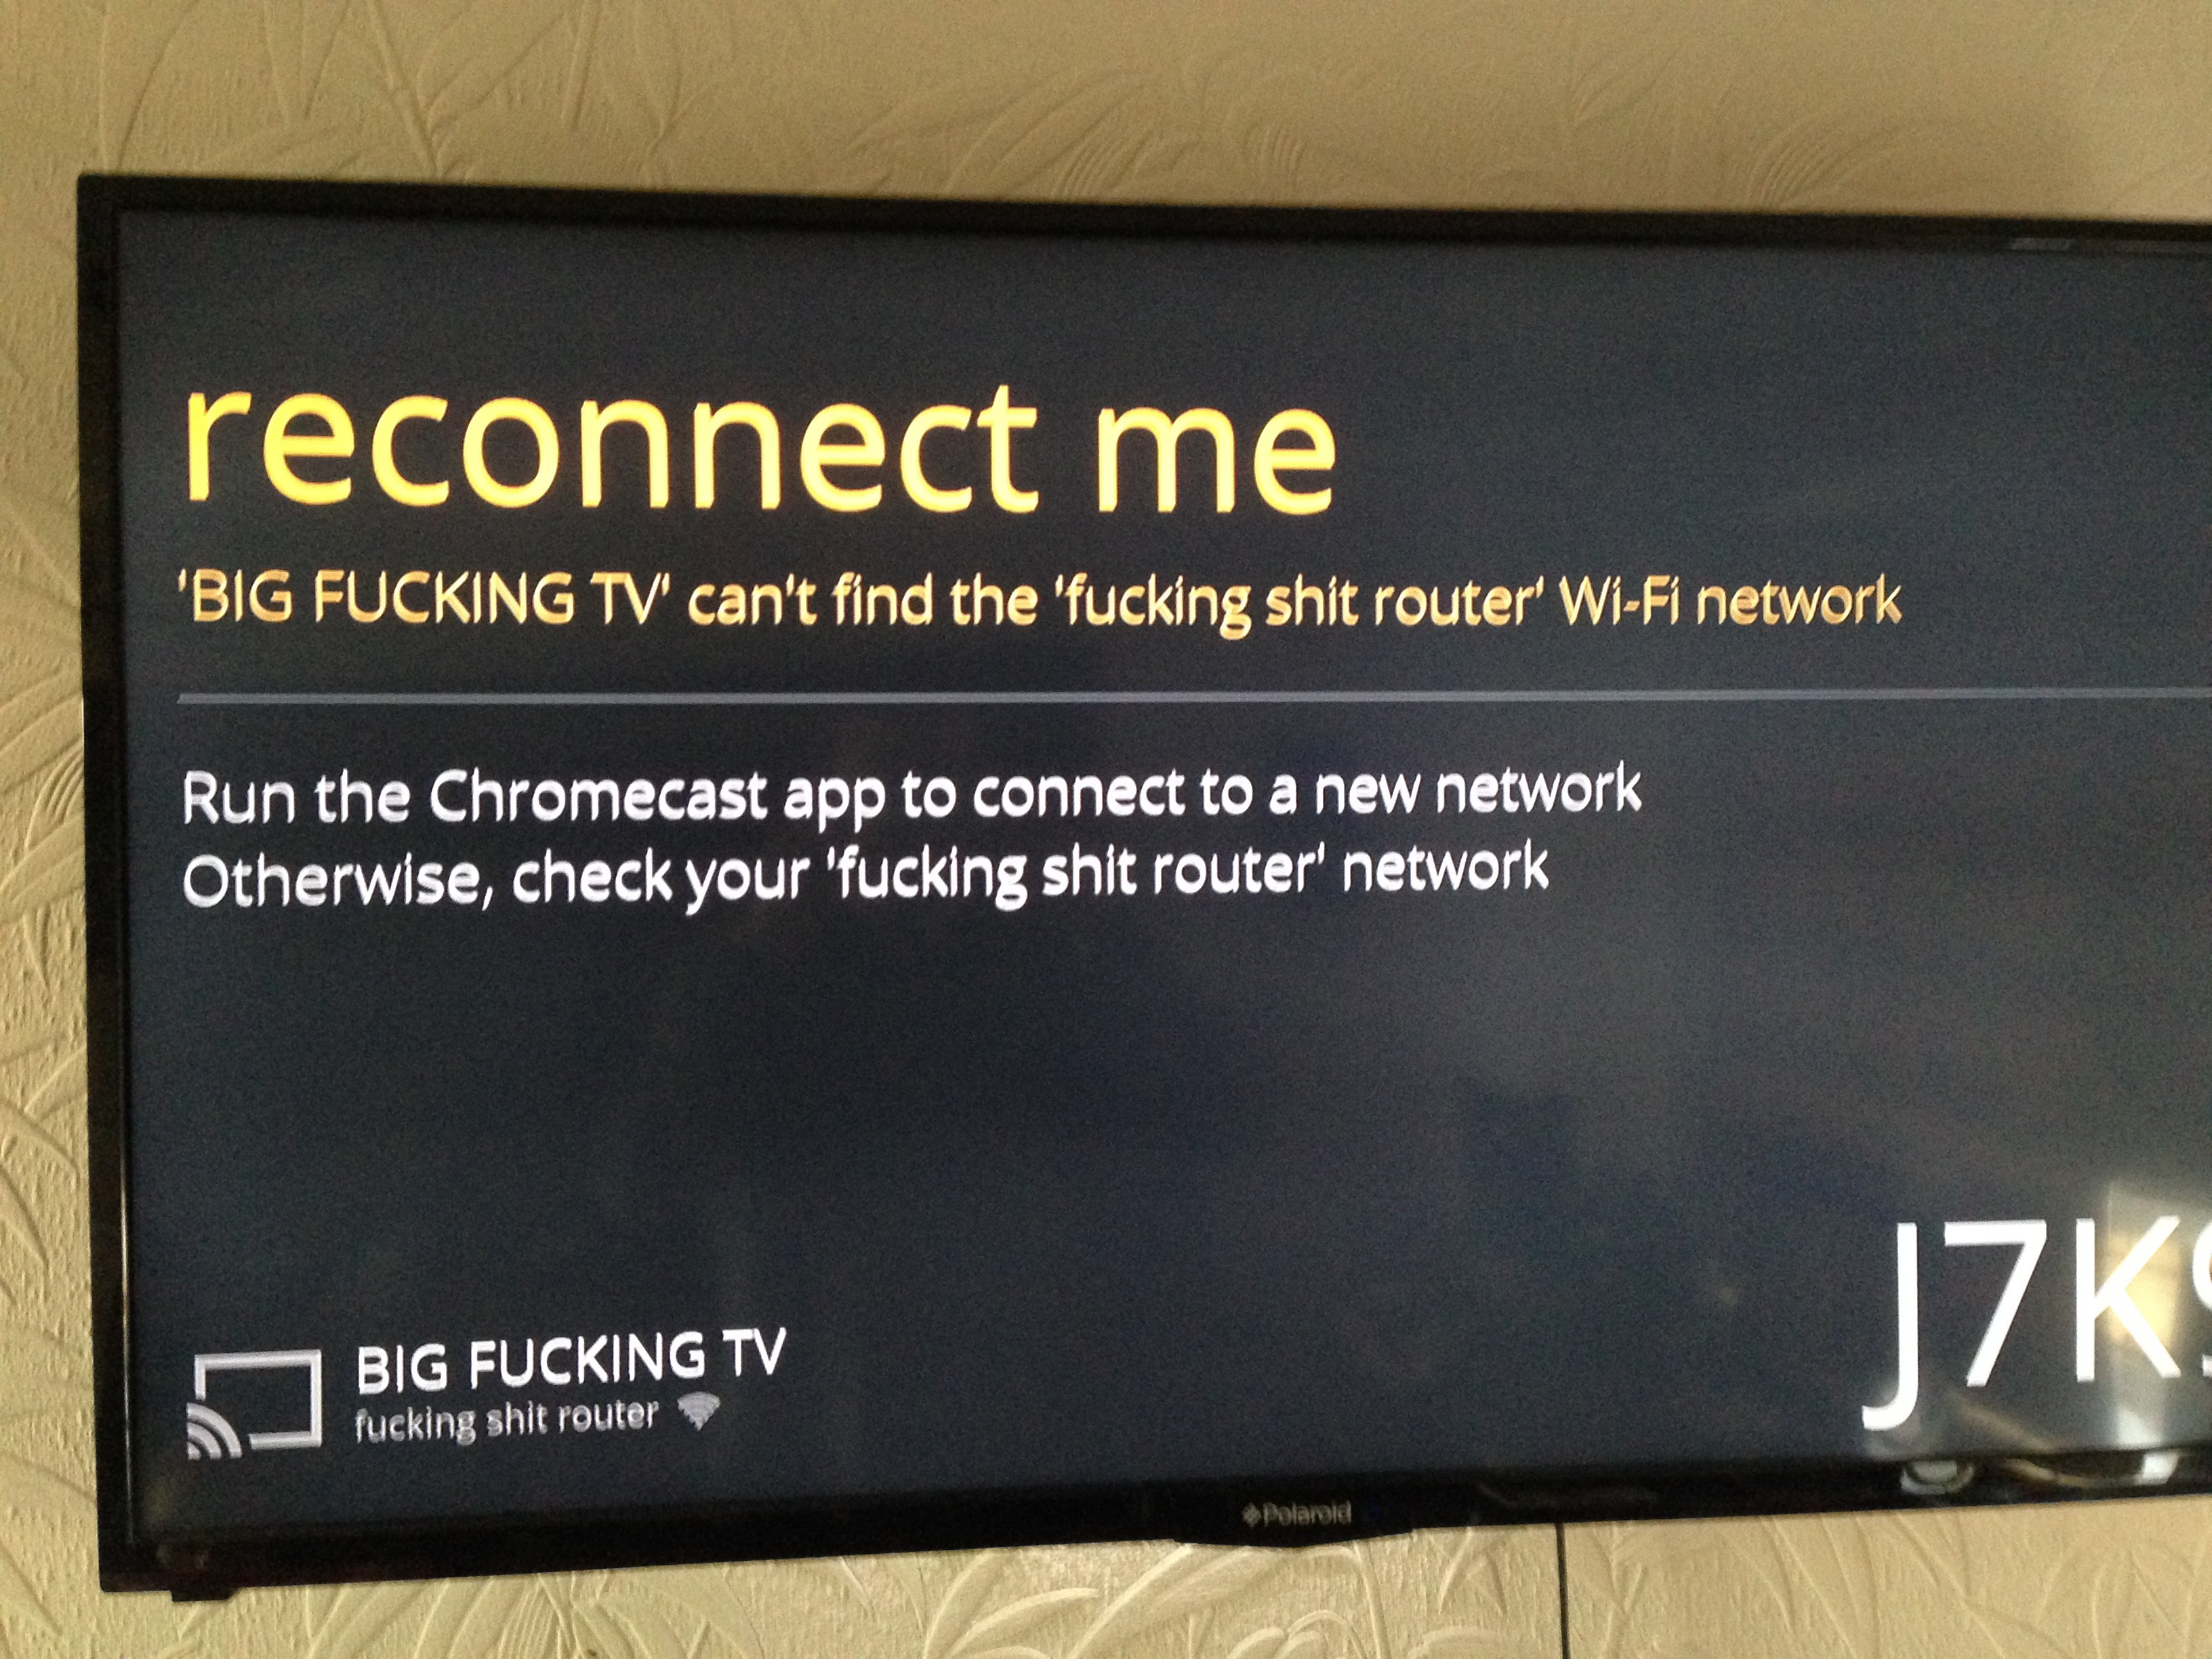 reconnect me
'BIG FUCKING TV' can't find the 'fucking shit router' Wi-Fi network
Run the Chromecast app to connect to a new network
Otherwise, check your 'fucking shit router' network
BIG FUCKING TV
fucking shit router
J7K
Polaroid